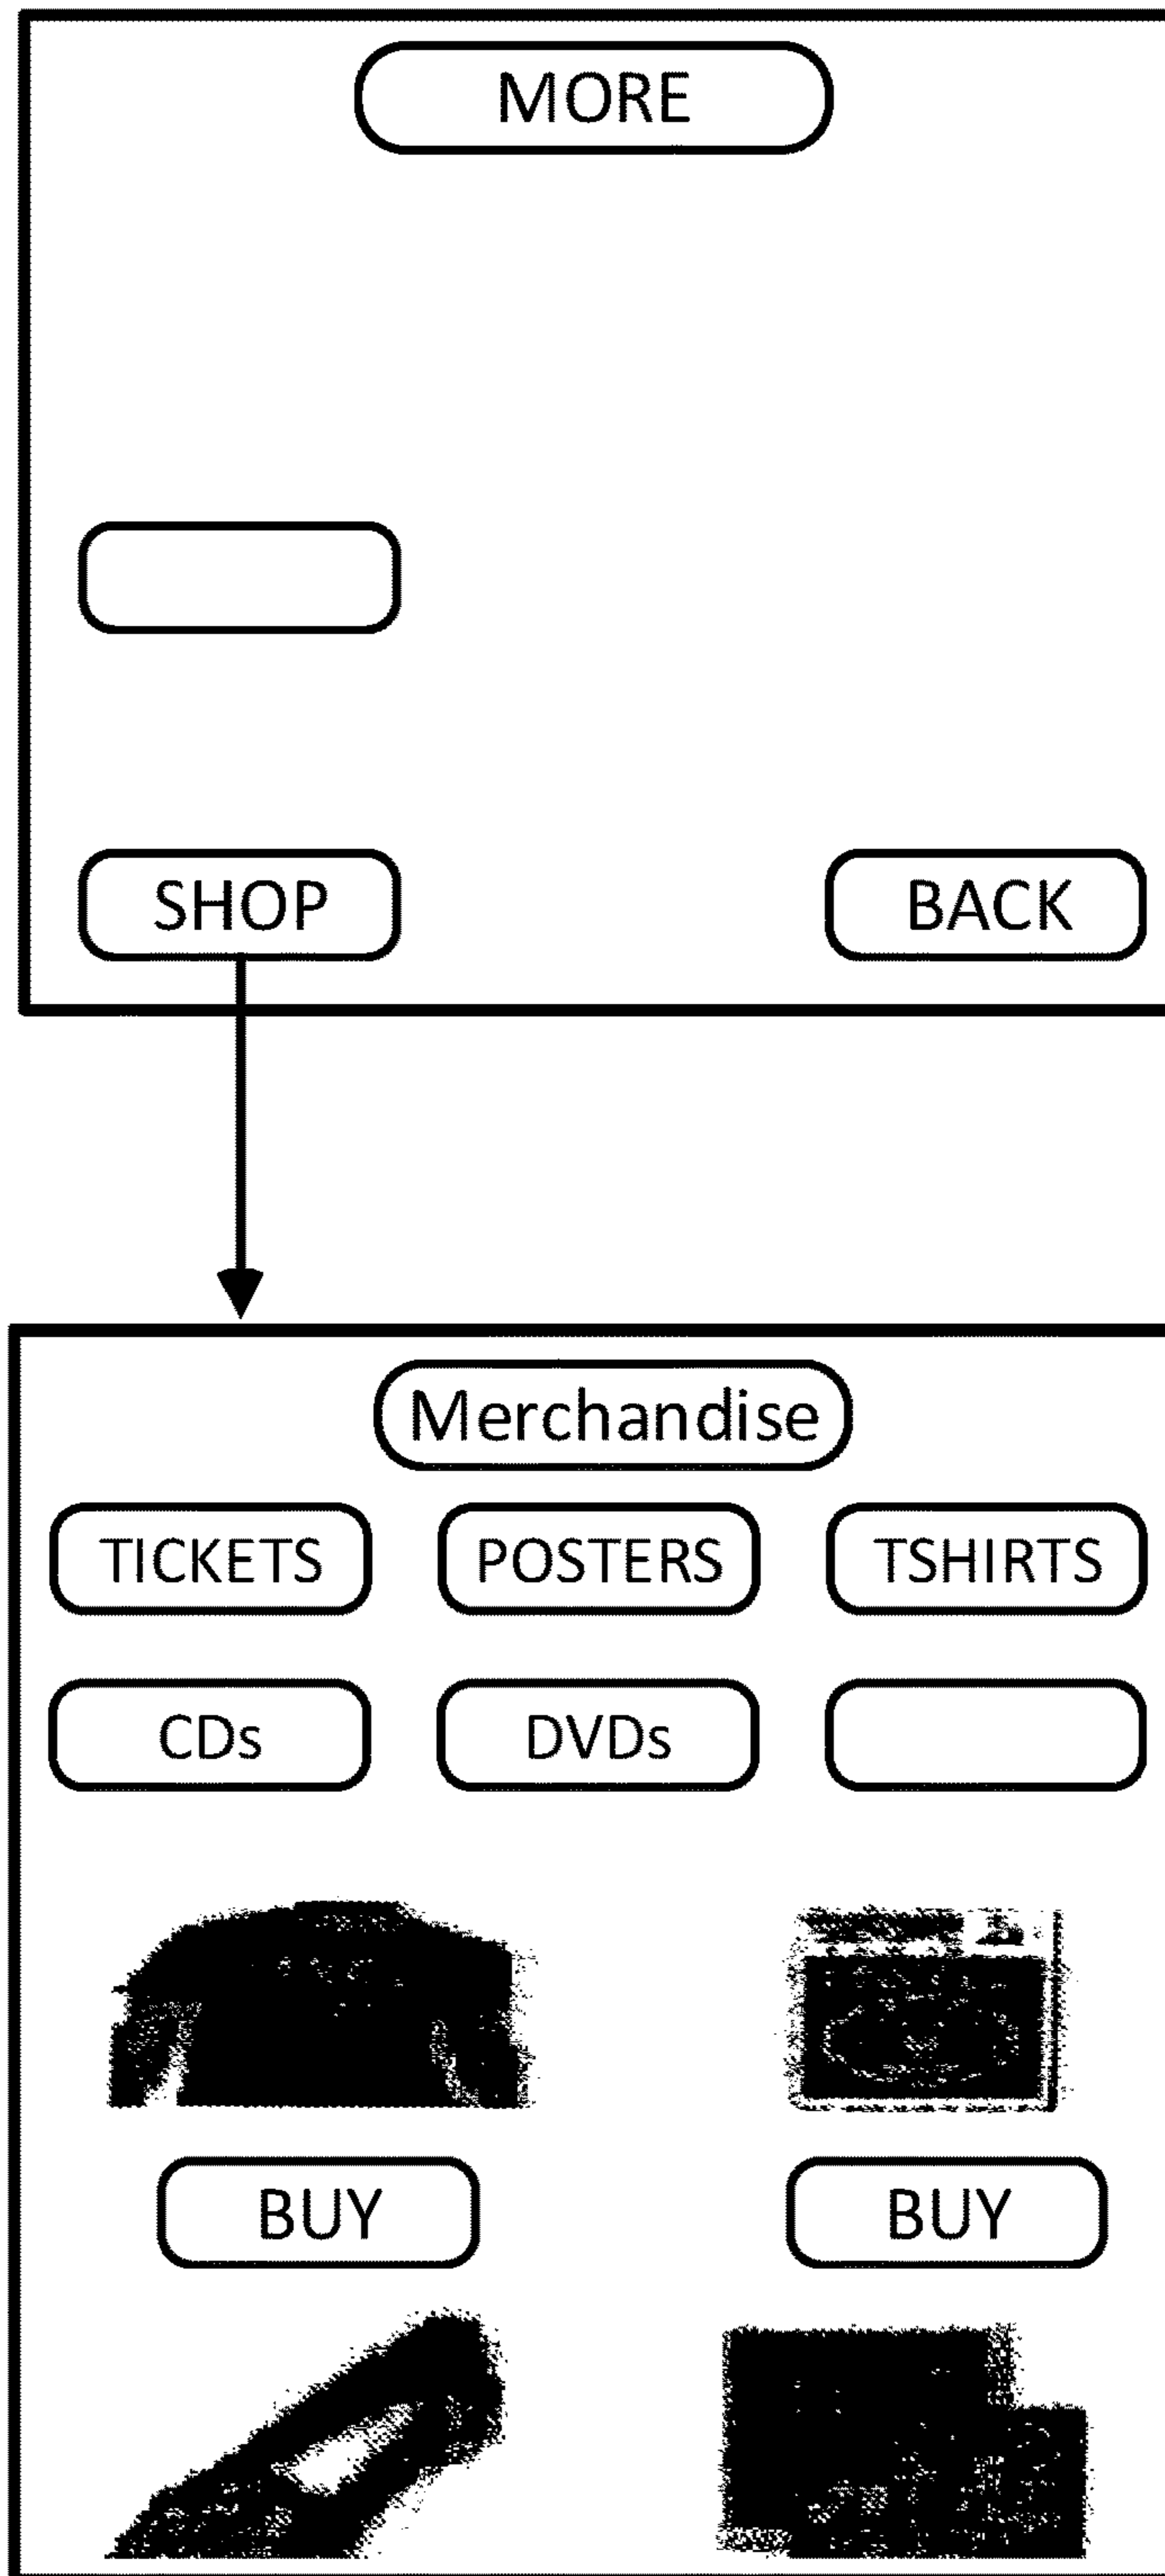 MORE
SHOP BACK
Merchandise
TICKETS POSTERS TSHIRTS
CDs DVDs
BUY BUY